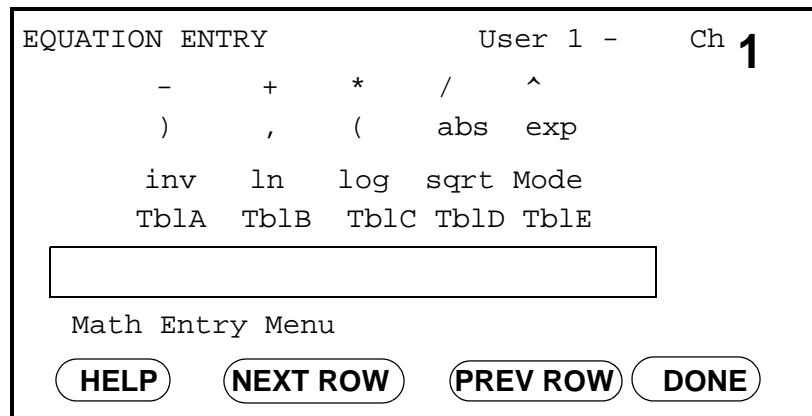 EQUATION ENTRY User 1 - Ch 1
- + * / ^
) , ( abs exp
inv ln log sqrt Mode
TblA TblB TblC TblD TblE
Math Entry Menu
HELP NEXT ROW PREV ROW DONE